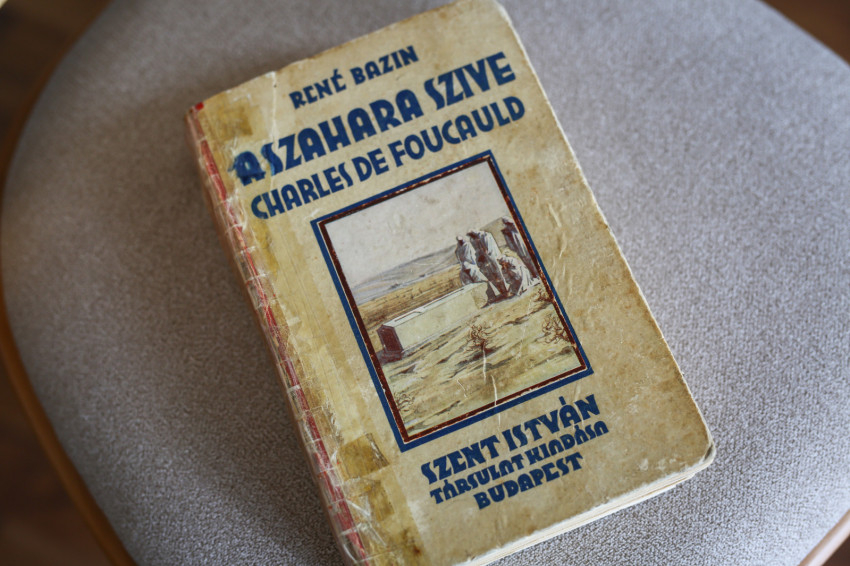 RENÉ BAZIN
A SZAHARA SZIVE
CHARLES DE FOUCAULD
SZENT ISTVÁN
TÁRSULAT KIADÁSA
BUDAPEST